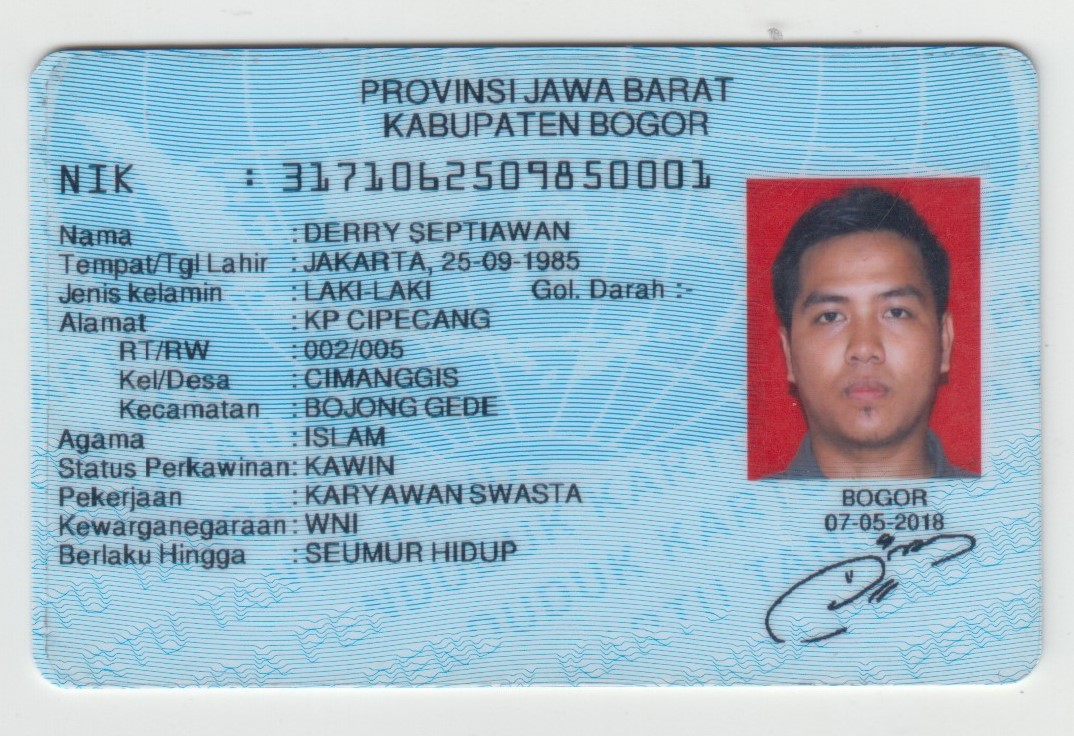 PROVINSI JAWA BARAT
KABUPATEN BOGOR
NIK : 3171062509850001
Nama : DERRY SEPTIAWAN
Tempat/Tgl Lahir : JAKARTA, 25-09-1985
Jenis kelamin : LAKI-LAKI Gol. Darah :-
Alamat : KP CIPECANG
RT/RW : 002/005
Kel/Desa : CIMANGGIS
Kecamatan : BOJONG GEDE
Agama : ISLAM
Status Perkawinan: KAWIN
Pekerjaan : KARYAWAN SWASTA
Kewarganegaraan: WNI
Berlaku Hingga : SEUMUR HIDUP
BOGOR
07-05-2018